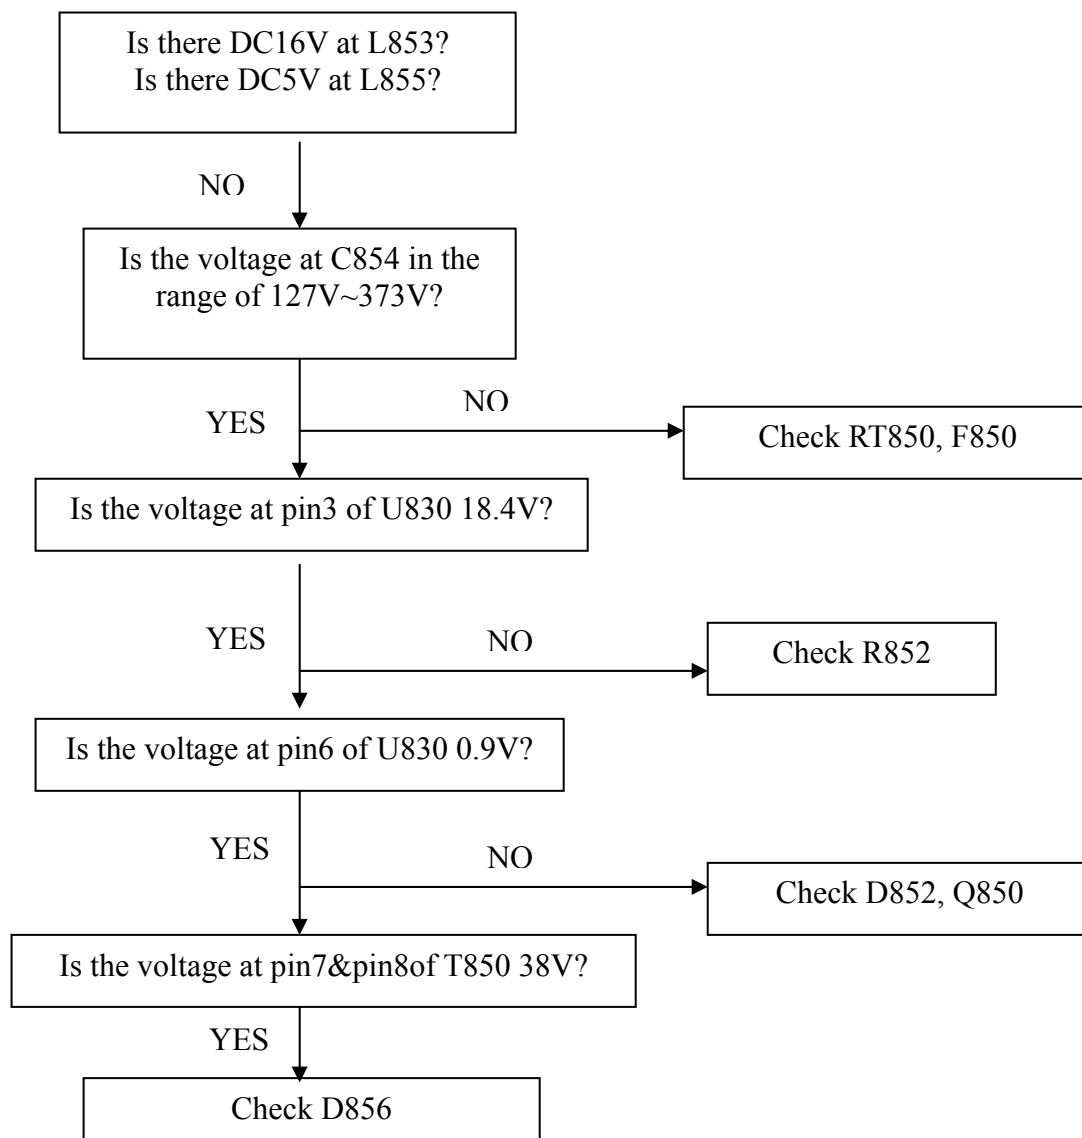 Is there DC16V at L853?
Is there DC5V at L855?
NO
Is the voltage at C854 in the
range of 127V~373V?
NO
YES
Check RT850, F850
Is the voltage at pin3 of U830 18.4V?
YES
NO
Check R852
Is the voltage at pin6 of U830 0.9V?
YES
NO
Check D852, Q850
Is the voltage at pin7&pin8of T850 38V?
YES
Check D856